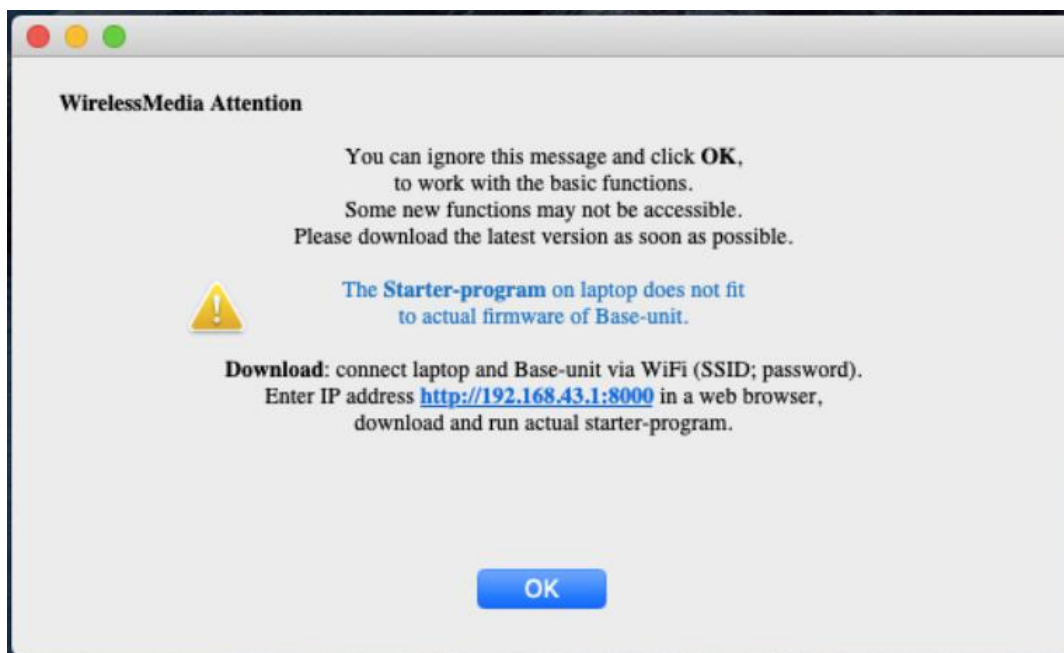 WirelessMedia Attention
You can ignore this message and click OK,
to work with the basic functions.
Some new functions may not be accessible.
Please download the latest version as soon as possible.
The Starter-program on laptop does not fit
to actual firmware of Base-unit.
Download: connect laptop and Base-unit via WiFi (SSID; password).
Enter IP address http://192.168.43.1:8000 in a web browser,
download and run actual starter-program.
OK